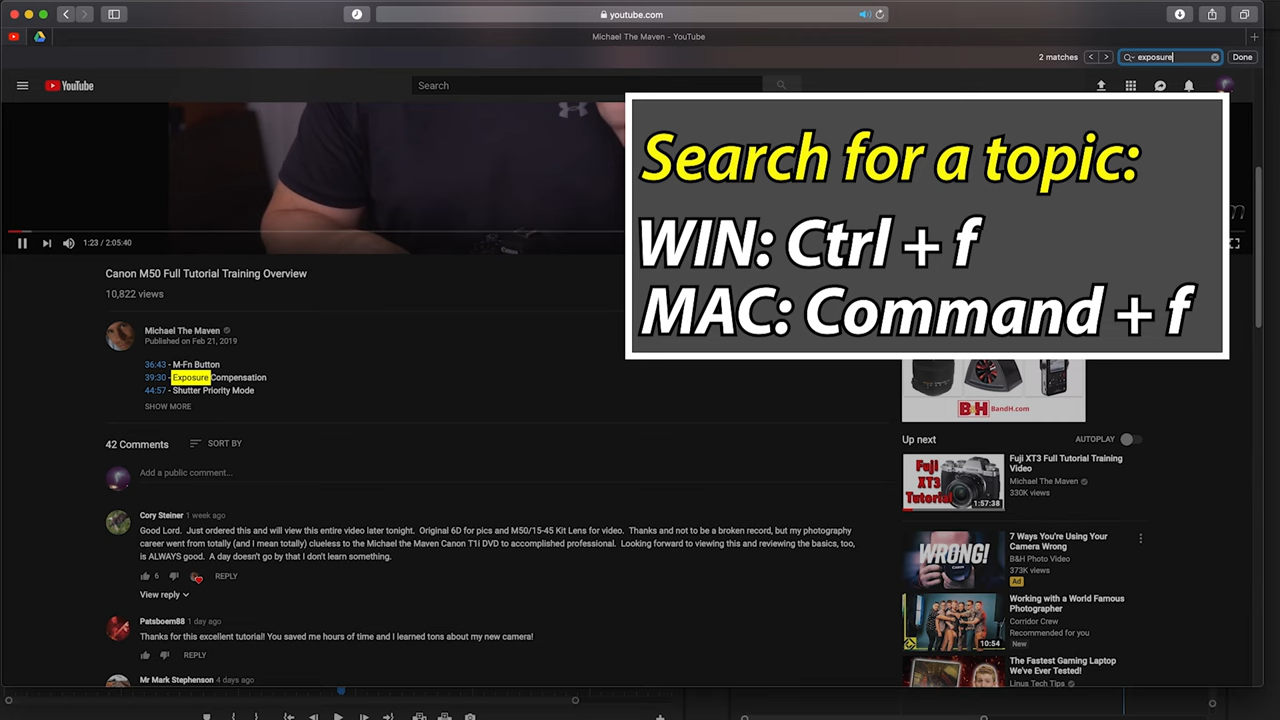 youtube.com
Michael The Maven - YouTube
2 matches
exposure
Done
YouTube
Search
Search for a topic:
WIN: Ctrl + f
MAC: Command + f
1:23 / 2:05:40
Canon M50 Full Tutorial Training Overview
10,822 views
Michael The Maven
Published on Feb 21, 2019
36:43 - M-Fn Button
39:30 - Exposure Compensation
44:57 - Shutter Priority Mode
SHOW MORE
42 Comments
SORT BY
Add a public comment...
Cory Steiner 1 week ago
Good Lord. Just ordered this and will view this entire video later tonight. Original 6D for pics and M50/15-45 Kit Lens for video. Thanks and not to be a broken record, but my photography
career went from totally (and I mean totally) clueless to the Michael the Maven Canon T1i DVD to accomplished professional. Looking forward to viewing this and reviewing the basics, too,
is ALWAYS good. A day doesn't go by that I don't learn something.
6
REPLY
View reply
Patsboem88 1 day ago
Thanks for this excellent tutorial! You saved me hours of time and I learned tons about my new camera!
REPLY
Mr Mark Stephenson 4 days ago
B&H BandH.com
Up next
AUTOPLAY
Fuji XT3 Tutorial
1:57:38
Fuji XT3 Full Tutorial Training
Video
Michael The Maven
330K views
WRONG!
Canon
7 Ways You're Using Your
Camera Wrong
B&H Photo Video
373K views
Ad
10:54
Working with a World Famous
Photographer
Corridor Crew
Recommended for you
New
The Fastest Gaming Laptop
We've Ever Tested!
Linus Tech Tips